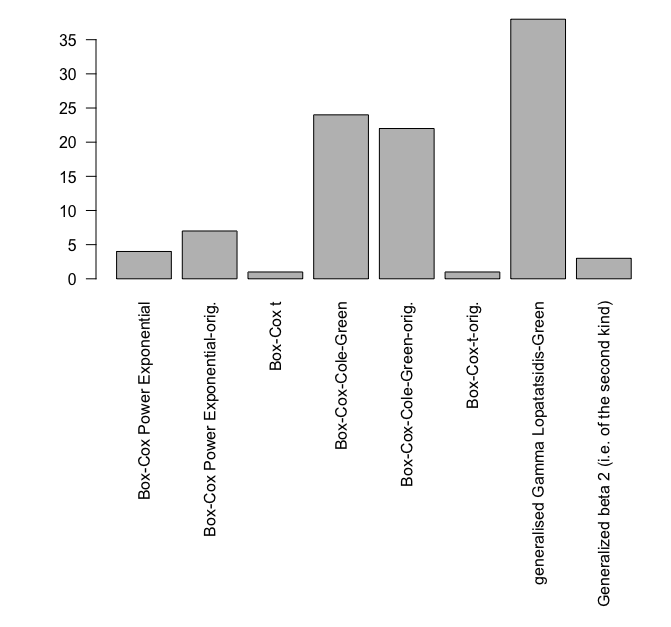 35
30
25
20
15
10
5
0
Box-Cox Power Exponential
Box-Cox Power Exponential-orig.
Box-Cox t
Box-Cox-Cole-Green
Box-Cox-Cole-Green-orig.
Box-Cox-t-orig.
generalised Gamma Lopatatsidis-Green
Generalized beta 2 (i.e. of the second kind)